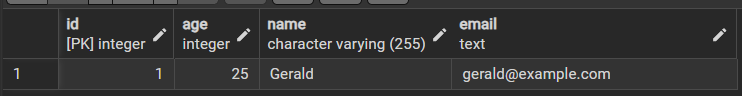 id age name email
[PK] integer integer character varying (255) text
1 1 25 Gerald gerald@example.com